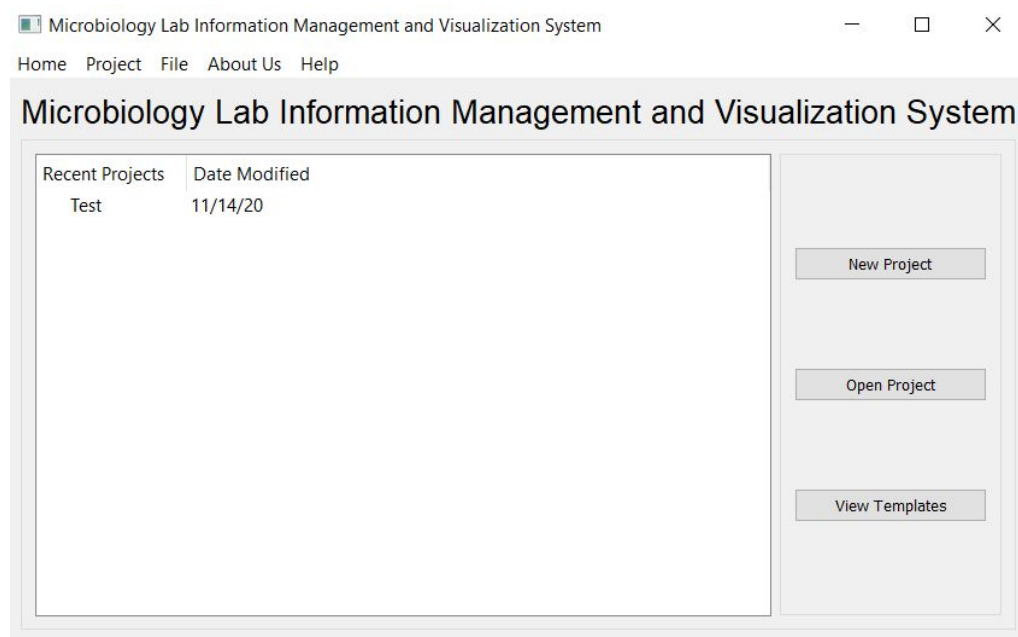 Microbiology Lab Information Management and Visualization System
Home Project File About Us Help
Microbiology Lab Information Management and Visualization System
Recent Projects Date Modified
Test 11/14/20
New Project
Open Project
View Templates